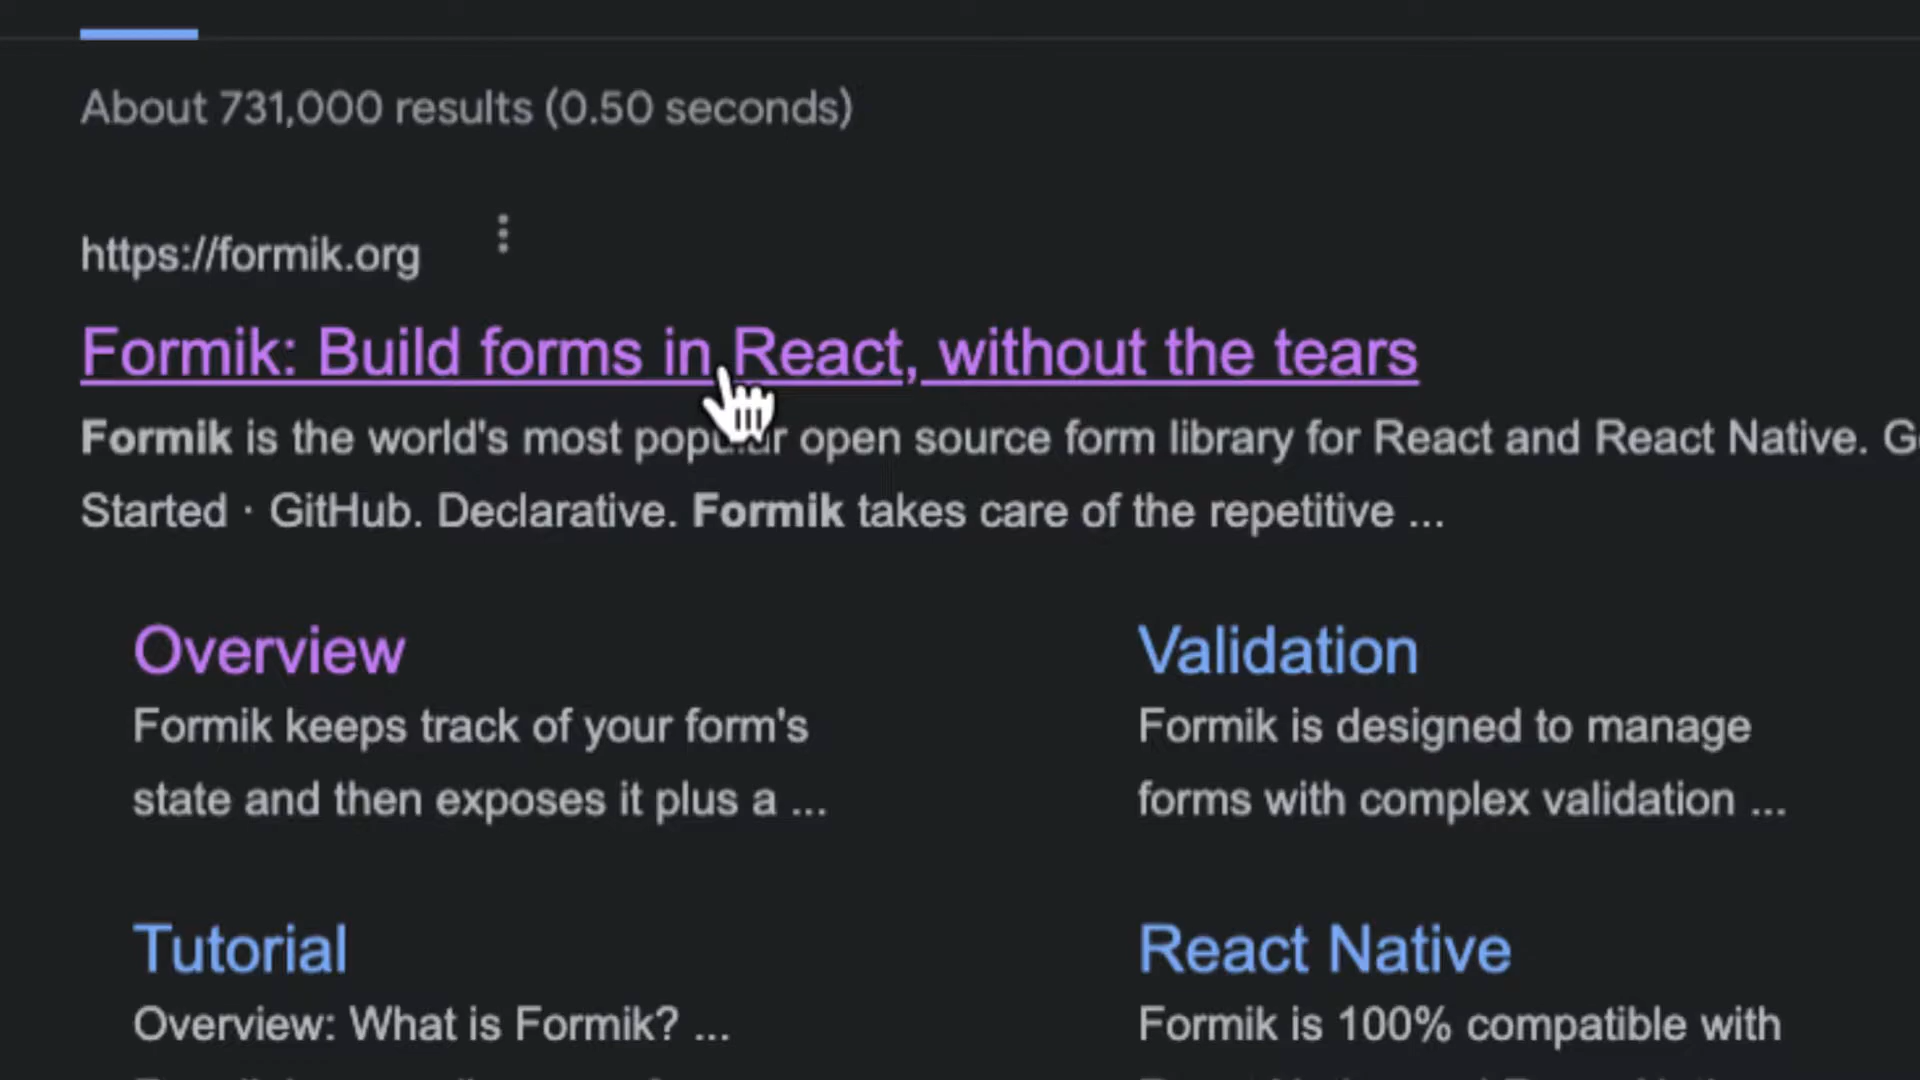 About 731,000 results (0.50 seconds)
https://formik.org
Formik: Build forms in React, without the tears
Formik is the world's most popular open source form library for React and React Native.
Started · GitHub. Declarative. Formik takes care of the repetitive ...
Overview
Formik keeps track of your form's
state and then exposes it plus a ...
Validation
Formik is designed to manage
forms with complex validation ...
Tutorial
Overview: What is Formik? ...
React Native
Formik is 100% compatible with